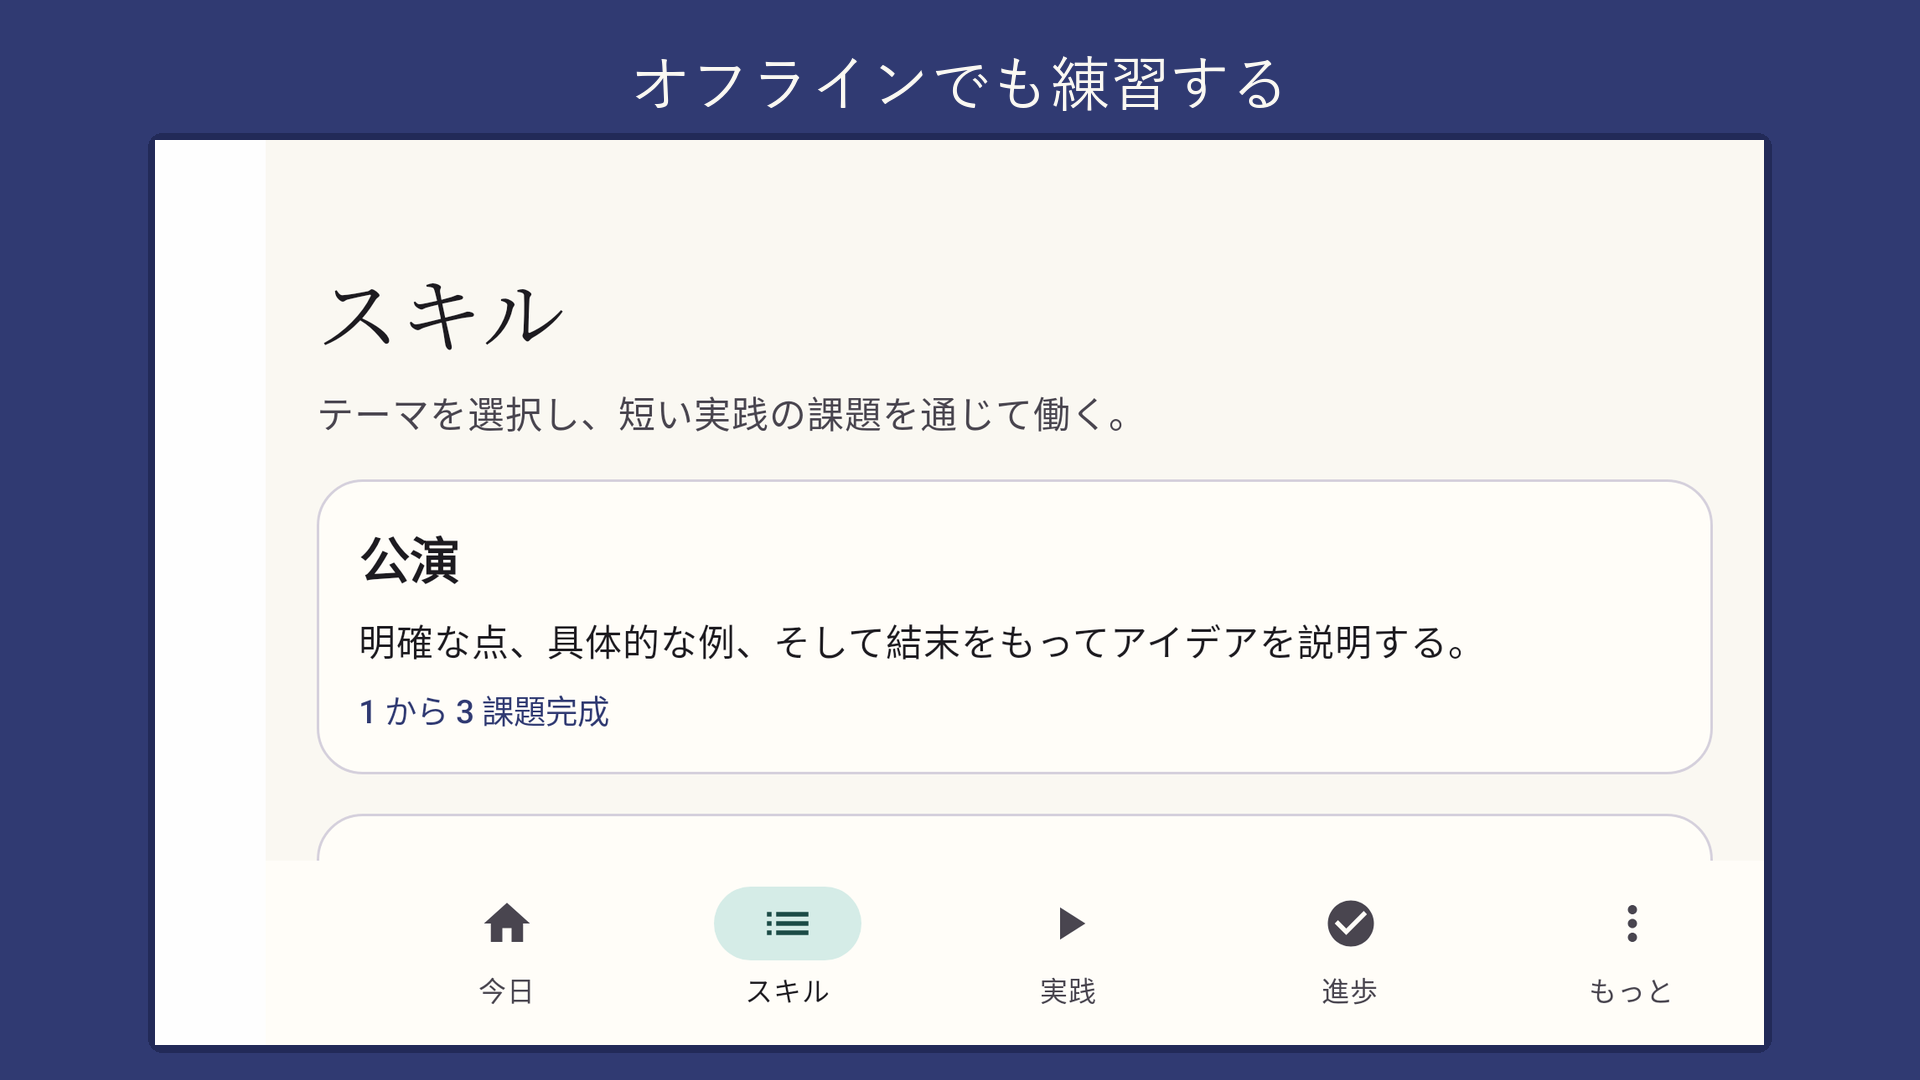 オフラインでも練習する
スキル
テーマを選択し、短い実践の課題を通じて働く。
公演
明確な点、具体的な例、そして結末をもってアイデアを説明する。
1 から 3 課題完成
今日
スキル
実践
進歩
もっと